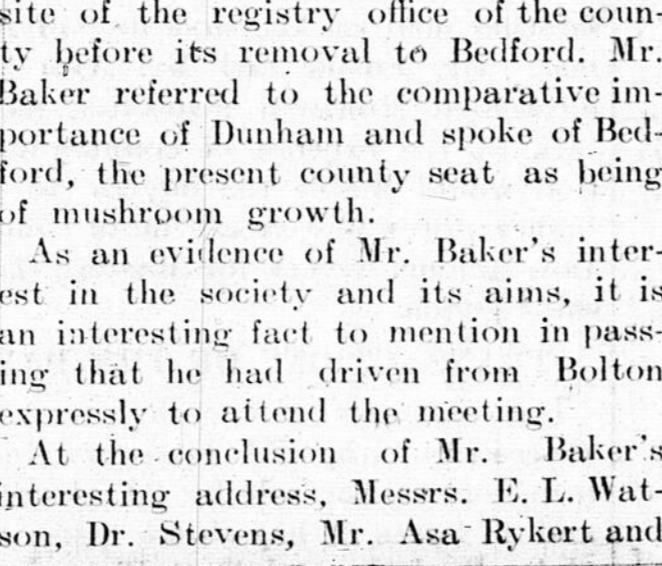 site of the registry office of the coun-
ty before its removal to Bedford. Mr.
Baker referred to the comparative im-
portance of Dunham and spoke of Bed-
ford, the present county seat as being
of mushroom growth.
As an evidence of Mr. Baker's inter-
est in the society and its aims, it is
an interesting fact to mention in pass-
ing that he had driven from Bolton
expressly to attend the meeting.
At the conclusion of Mr. Baker's
interesting address, Messrs. E. L. Wat-
son, Dr. Stevens, Mr. Asa Rykert and